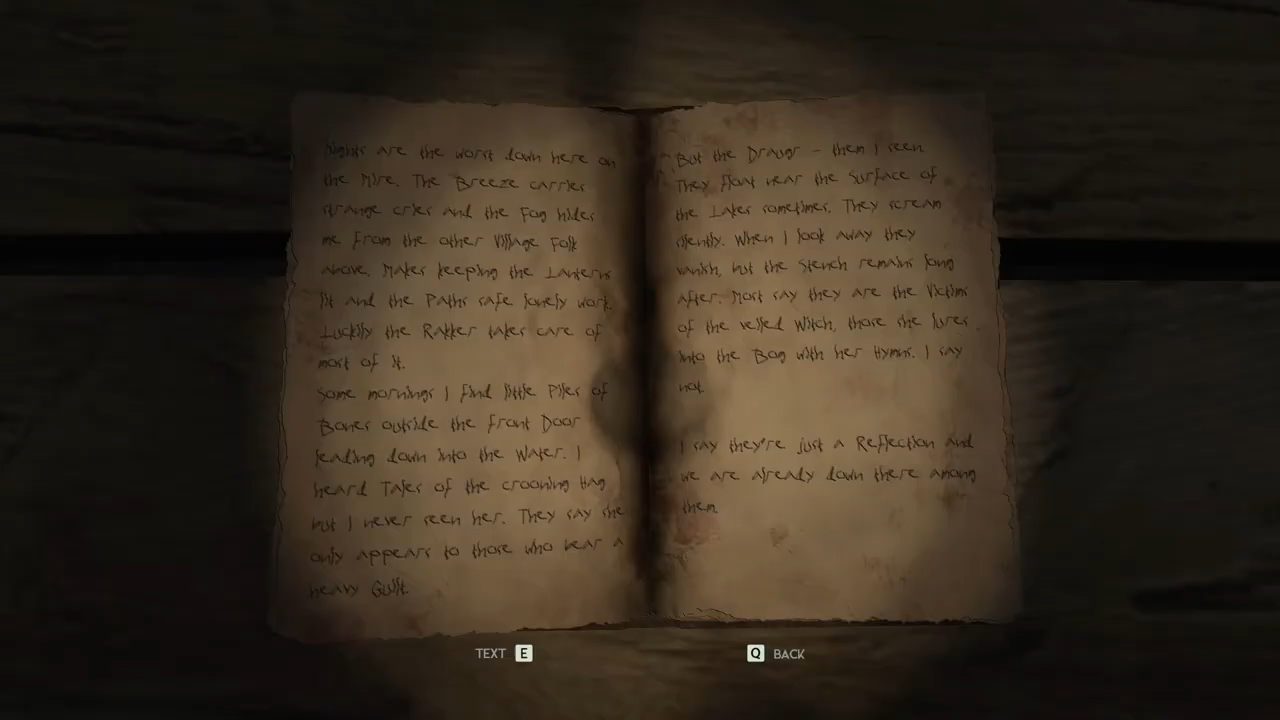 Nights are the worst down here on
the Mire. The Breeze carries
strange cries and the Fog hides
me from the other Village Folk
above. Makes keeping the Lanterns
lit and the Paths safe lonely work.
Luckily the Ratter takes care of
most of it.
Some mornings I find little Piles of
Bones outside the Front Door
leading down into the Water. I
heard Tales of the crooning Hag
but I never seen her. They say she
only appears to those who bear a
heavy Guilt.
But the Draugr - them I seen
They float near the Surface of
the Lakes sometimes. They scream
silently. When I look away they
vanish, but the Stench remains long
after. Most say they are the Victims
of the veiled Witch, those she lures
into the Bog with her Hymns. I say
not.
I say they're just a Reflection and
we are already down there among
them.
TEXT E
Q BACK